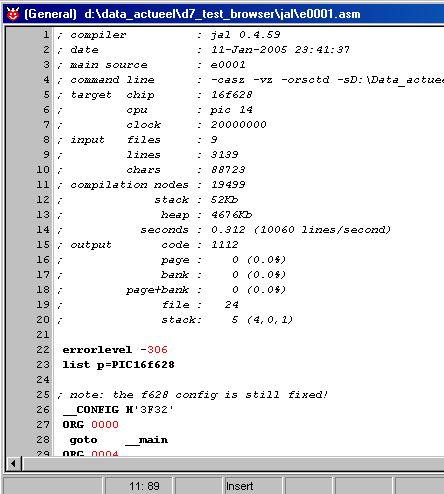 (General) d:\data_actueel\d7_test_browser\jal\e0001.asm
1 ; compiler : jal 0.4.59
2 ; date : 11-Jan-2005 23:41:37
3 ; main source : e0001
4 ; command line : -casz -vz -orsctd -sD:\Data_actuee
5 ; target chip : 16f628
6 ; cpu : pic 14
7 ; clock : 20000000
8 ; input files : 9
9 ; lines : 3139
10 ; chars : 88723
11 ; compilation nodes : 19499
12 ; stack : 52Kb
13 ; heap : 4676Kb
14 ; seconds : 0.312 (10060 lines/second)
15 ; output code : 1112
16 ; page : 0 (0.0%)
17 ; bank : 0 (0.0%)
18 ; page+bank : 0 (0.0%)
19 ; file : 24
20 ; stack: 5 (4,0,1)
21
22 errorlevel -306
23 list p=PIC16f628
24
25 ; note: the f628 config is still fixed!
26 __CONFIG H'3F32'
27 ORG 0000
28 goto __main
29 ORG 0004
11: 89 Insert